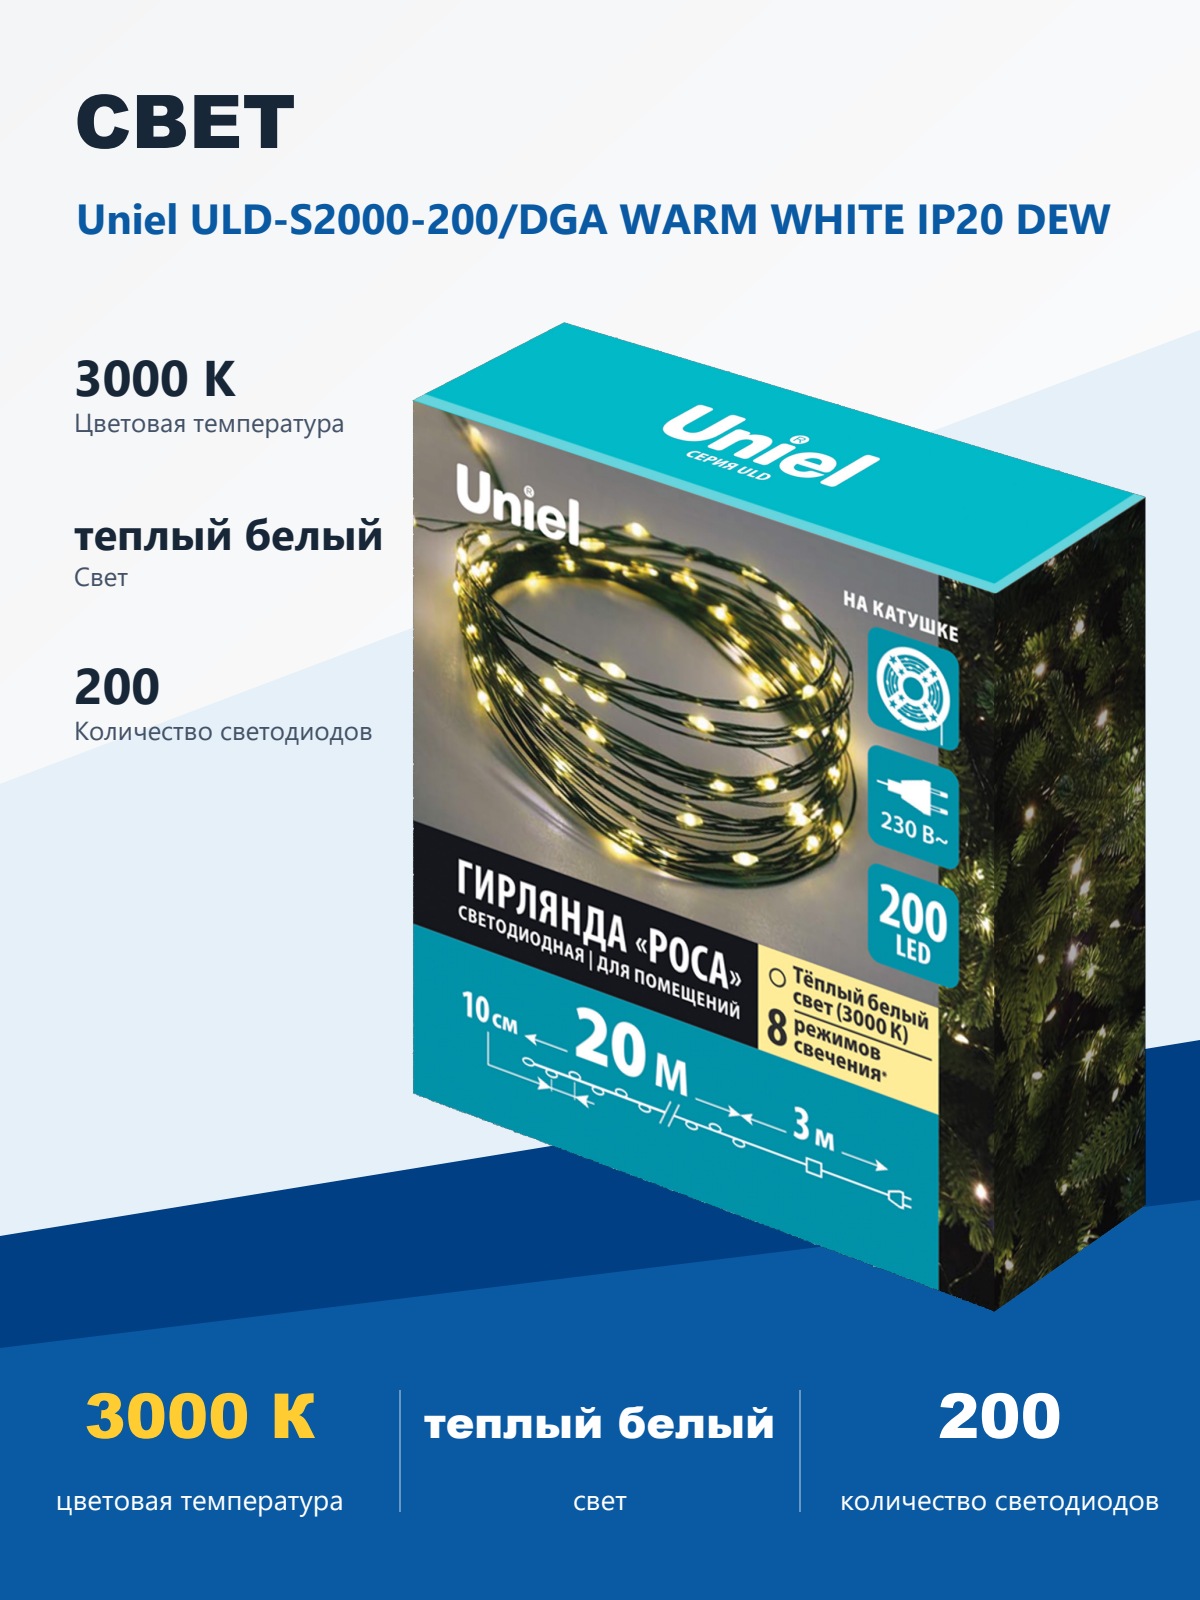 СВЕТ
Uniel ULD-S2000-200/DGA WARM WHITE IP20 DEW
3000 К
Цветовая температура
теплый белый
Свет
200
Количество светодиодов
Uniel®
СЕРИЯ ULD
Uniel®
НА КАТУШКЕ
230 В~
200
LED
ГИРЛЯНДА «РОСА»
СВЕТОДИОДНАЯ | ДЛЯ ПОМЕЩЕНИЙ
Тёплый белый
свет (3000 К)
8 режимов
свечения*
10 см
20 м
3 м
3000 К
цветовая температура
теплый белый
свет
200
количество светодиодов